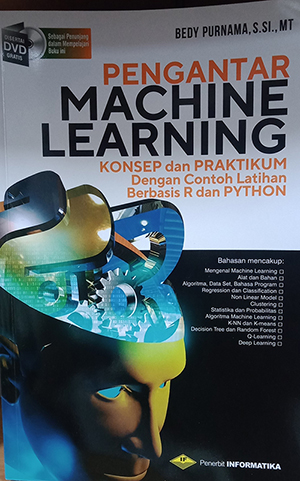 DISERTAI
DVD
GRATIS
Sebagai Penunjang
dalam Mempelajari
Buku ini
BEDY PURNAMA, S.SI., MT
PENGANTAR
MACHINE
LEARNING
KONSEP dan PRAKTIKUM
Dengan Contoh Latihan
Berbasis R dan PYTHON
Bahasan mencakup:
Mengenal Machine Learning
Alat dan Bahan
Algoritma, Data Set, Bahasa Program
Regression dan Classification
Non Linear Model
Clustering
Statistika dan Probabilitas
Algoritma Machine Learning
K-NN dan K-means
Decision Tree dan Random Forest
Q-Learning
Deep Learning
IF
Penerbit INFORMATIKA